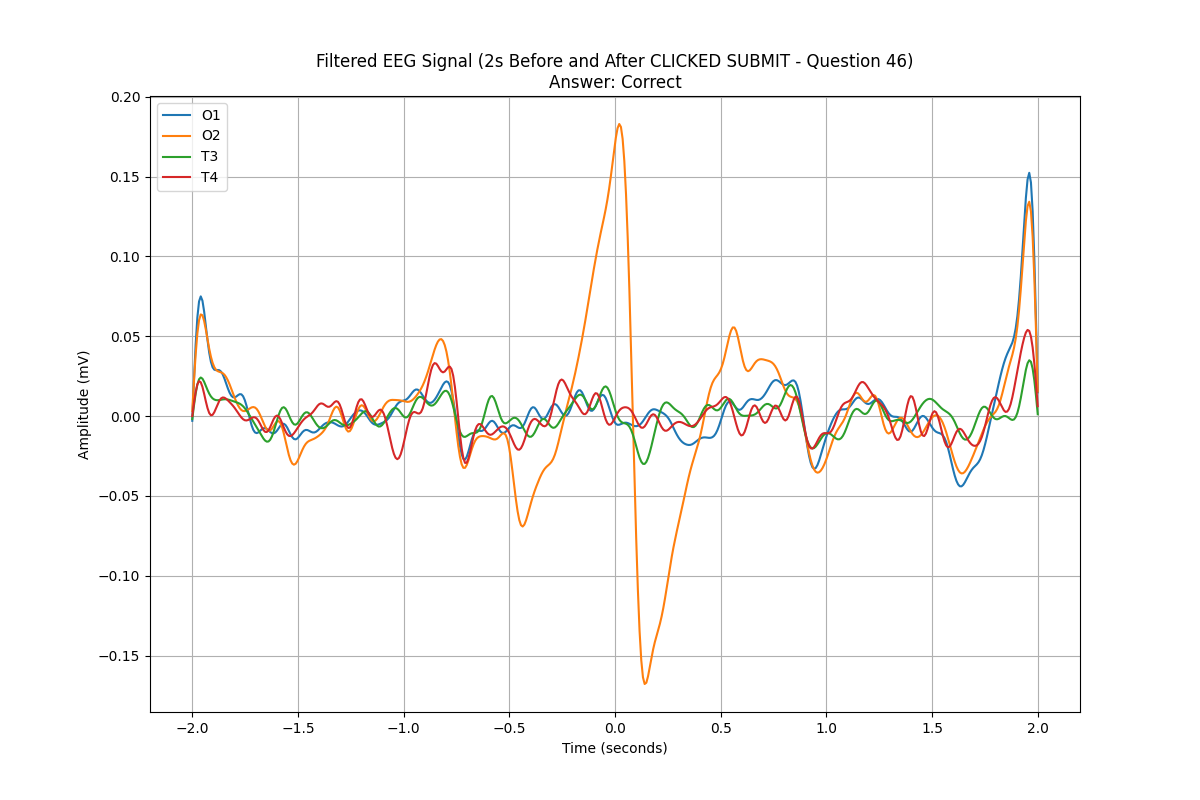 Filtered EEG Signal (2s Before and After CLICKED SUBMIT - Question 46)
Answer: Correct
O1
O2
T3
T4
0.20
0.15
0.10
0.05
0.00
−0.05
−0.10
−0.15
Amplitude (mV)
−2.0 −1.5 −1.0 −0.5 0.0 0.5 1.0 1.5 2.0
Time (seconds)